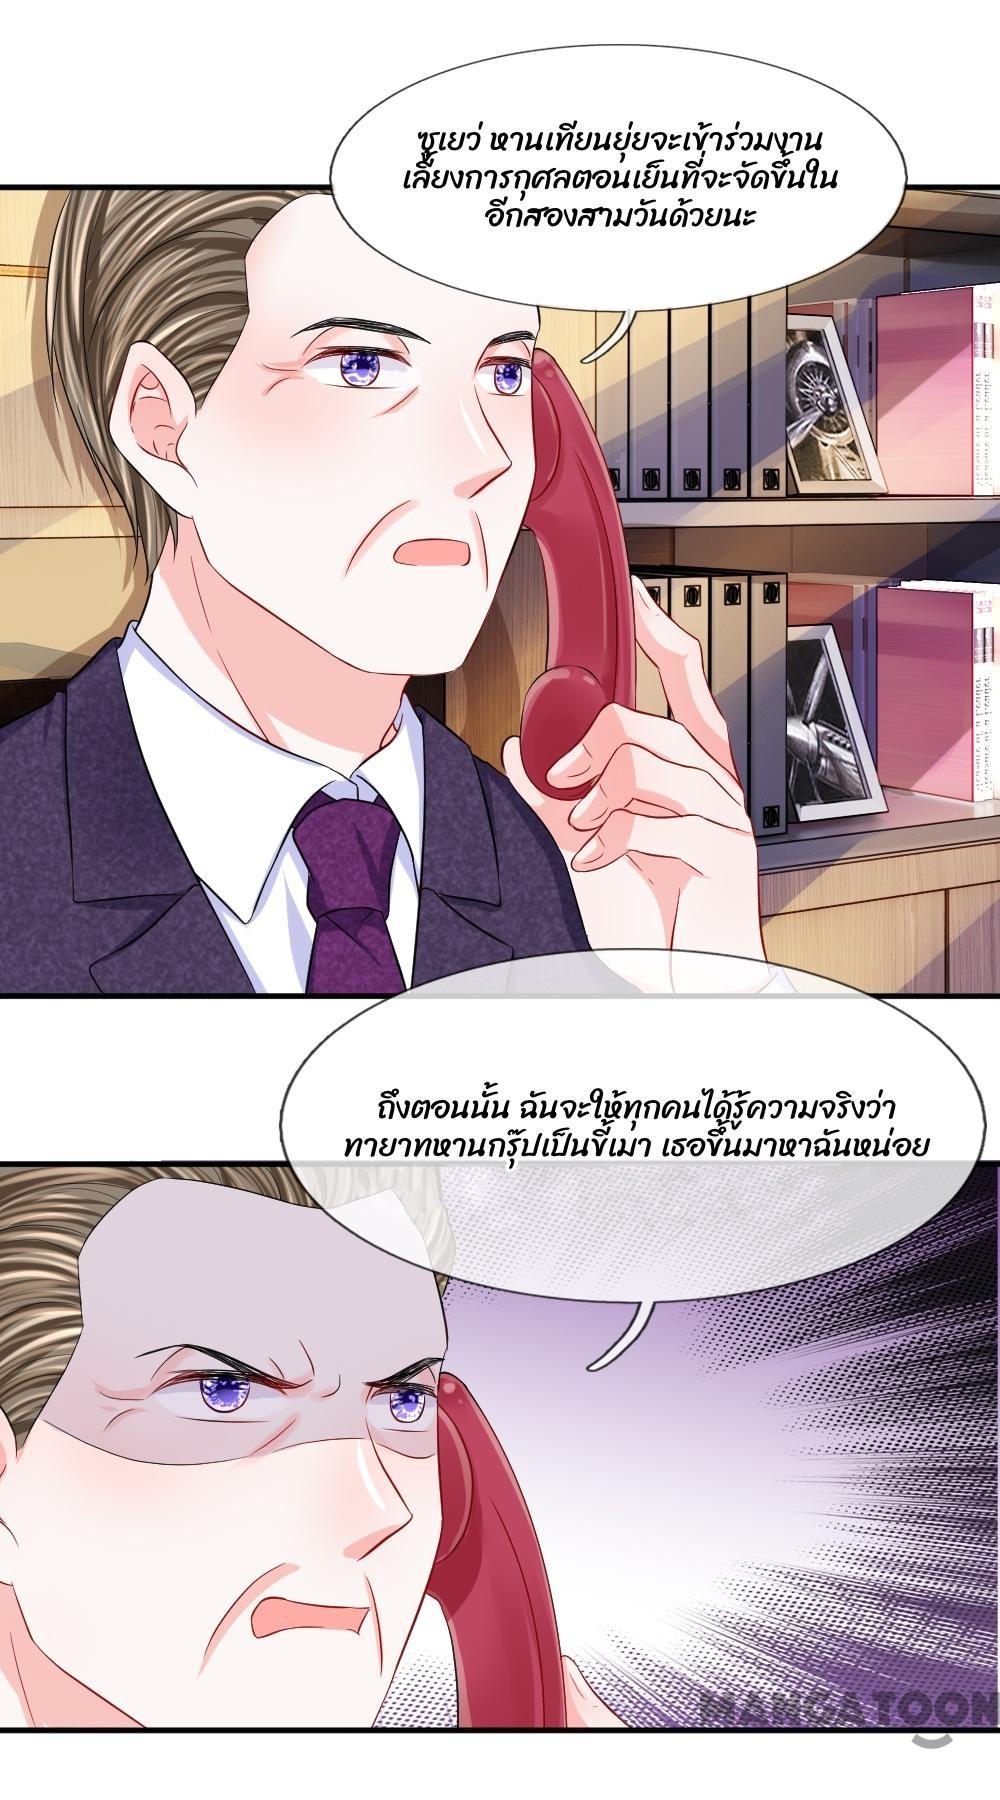 ซูเยว่ หานเทียนยุ่ยจะเข้าร่วมงาน
เลี้ยงการกุศลตอนเย็นที่จะจัดขึ้นใน
อีกสองสามวันด้วยนะ
ถึงตอนนั้น ฉันจะให้ทุกคนได้รู้ความจริงว่า
ทายาทหานกรุ๊ปเป็นขี้เมา เธอขึ้นมาหาฉันหน่อย
MANGATOON